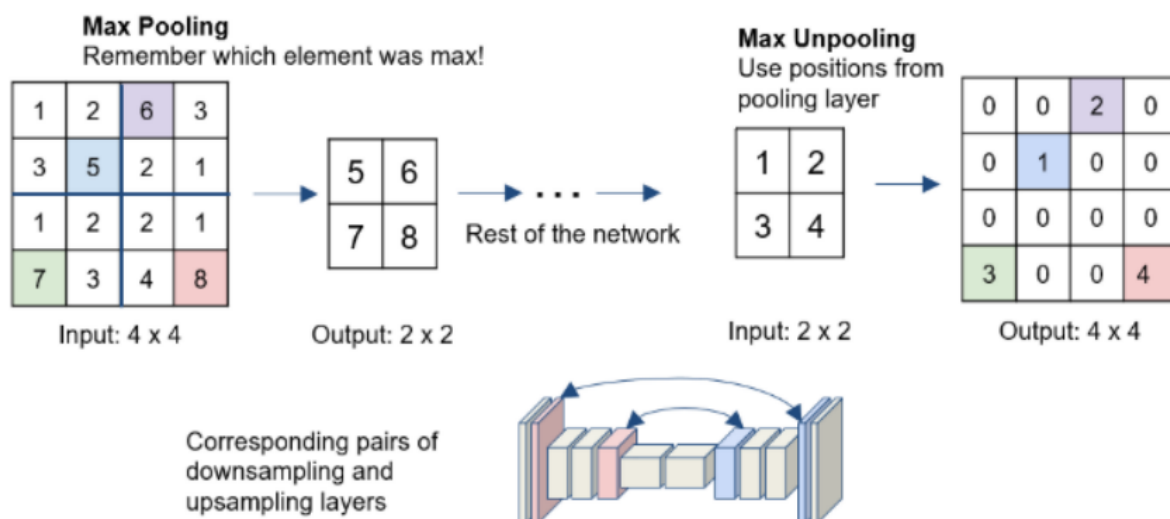 Max Pooling
Remember which element was max!
1 2 6 3
3 5 2 1
1 2 2 1
7 3 4 8
Input: 4 x 4
5 6
7 8
Output: 2 x 2
...
Rest of the network
Max Unpooling
Use positions from
pooling layer
1 2
3 4
Input: 2 x 2
0 0 2 0
0 1 0 0
0 0 0 0
3 0 0 4
Output: 4 x 4
Corresponding pairs of
downsampling and
upsampling layers